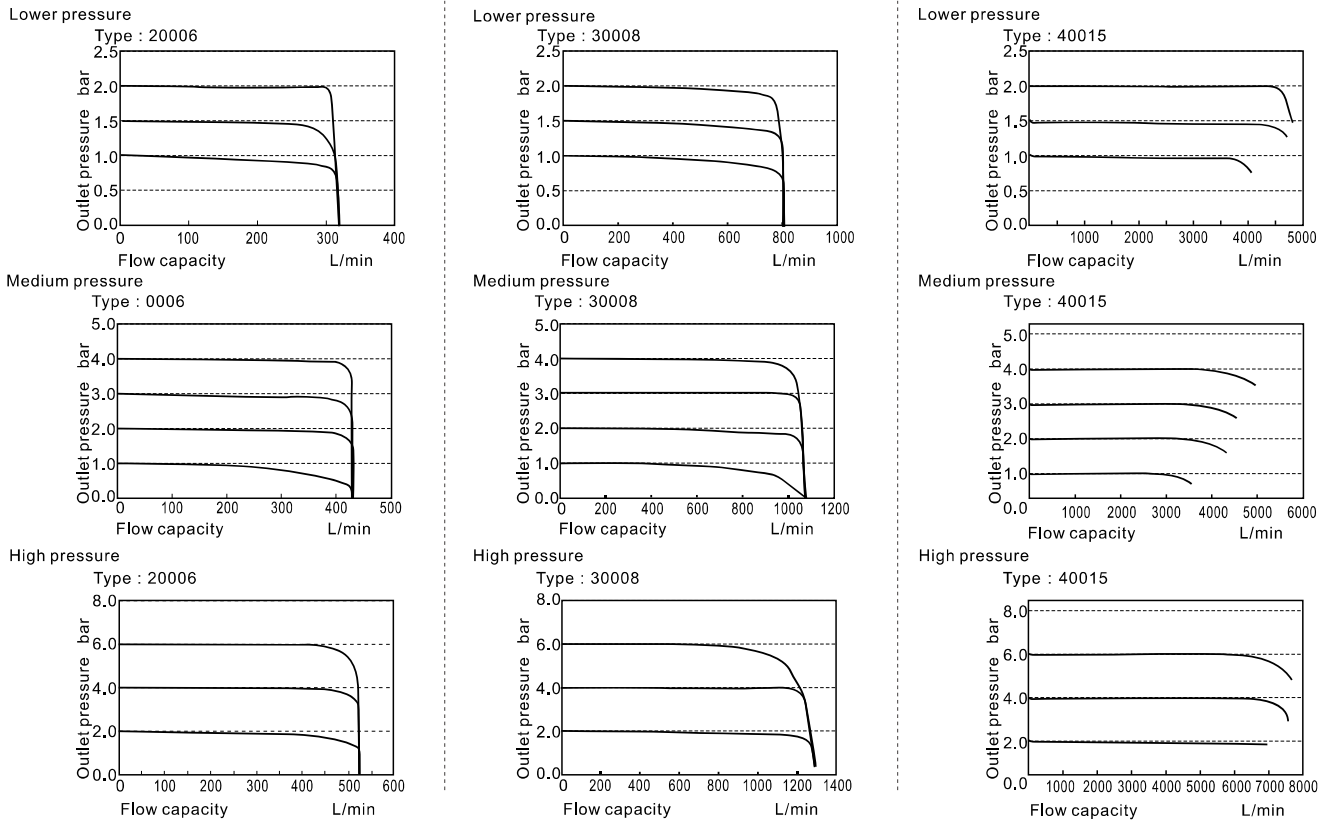 Lower pressure
Type : 20006
Outlet pressure bar
2.5
2.0
1.5
1.0
0.5
0.0
0 100 200 300 400
Flow capacity L/min
Lower pressure
Type : 30008
Outlet pressure bar
2.5
2.0
1.5
1.0
0.5
0.0
0 200 400 600 800 1000
Flow capacity L/min
Lower pressure
Type : 40015
Outlet pressure bar
2.5
2.0
1.5
1.0
0.5
0.0
1000 2000 3500 3000 4500 5000
Flow capacity L/min
Medium pressure
Type : 0006
Outlet pressure bar
5.0
4.0
3.0
2.0
1.0
0.0
0 100 200 300 400 500
Flow capacity L/min
Medium pressure
Type : 30008
Outlet pressure bar
5.0
4.0
3.0
2.0
1.0
0.0
0 200 400 600 800 1000 1200
Flow capacity L/min
Medium pressure
Type : 40015
Outlet pressure bar
5.0
4.0
3.0
2.0
1.0
0.0
0 1000 2000 3000 4000 5000 6000
Flow capacity L/min
High pressure
Type : 20006
Outlet pressure bar
8.0
6.0
4.0
2.0
0.0
0 100 200 300 400 500 600
Flow capacity L/min
High pressure
Type : 30008
Outlet pressure bar
8.0
6.0
4.0
2.0
0.0
0 200 400 600 800 1000 1200 1400
Flow capacity L/min
High pressure
Type : 40015
Outlet pressure bar
8.0
6.0
4.0
2.0
0.0
0 1000 2000 3000 4000 5000 6000 7000 8000
Flow capacity L/min